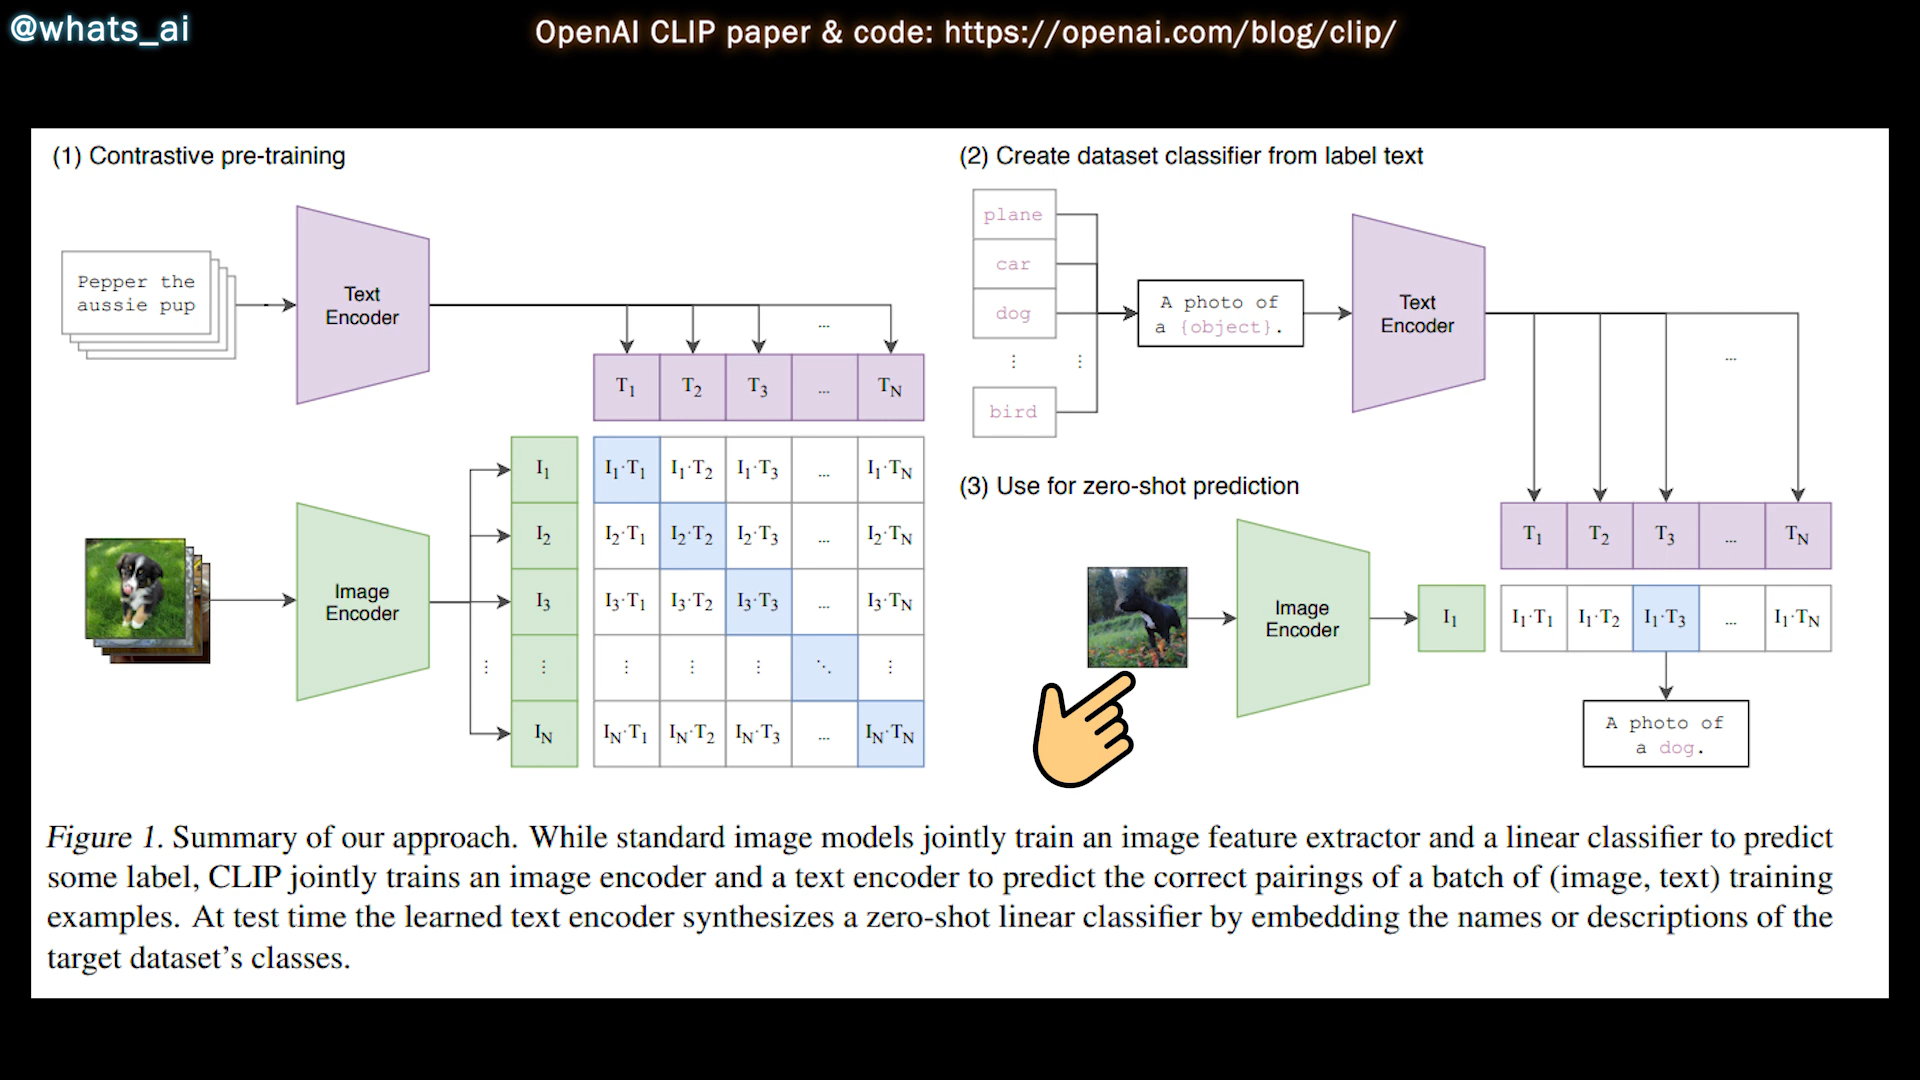 @whats_ai
OpenAI CLIP paper & code: https://openai.com/blog/clip/
(1) Contrastive pre-training
Pepper the
aussie pup
Text
Encoder
...
T1 T2 T3 ... TN
Image
Encoder
I1 I1·T1 I1·T2 I1·T3 ... I1·TN
I2 I2·T1 I2·T2 I2·T3 ... I2·TN
I3 I3·T1 I3·T2 I3·T3 ... I3·TN
⋮ ⋮ ⋮ ⋮ ⋮ ⋱ ⋮
IN IN·T1 IN·T2 IN·T3 ... IN·TN
(2) Create dataset classifier from label text
plane
car
dog
⋮ ⋮
bird
A photo of
a {object}.
Text
Encoder
...
(3) Use for zero-shot prediction
T1 T2 T3 ... TN
Image
Encoder
I1 I1·T1 I1·T2 I1·T3 ... I1·TN
A photo of
a dog.
Figure 1. Summary of our approach. While standard image models jointly train an image feature extractor and a linear classifier to predict
some label, CLIP jointly trains an image encoder and a text encoder to predict the correct pairings of a batch of (image, text) training
examples. At test time the learned text encoder synthesizes a zero-shot linear classifier by embedding the names or descriptions of the
target dataset's classes.